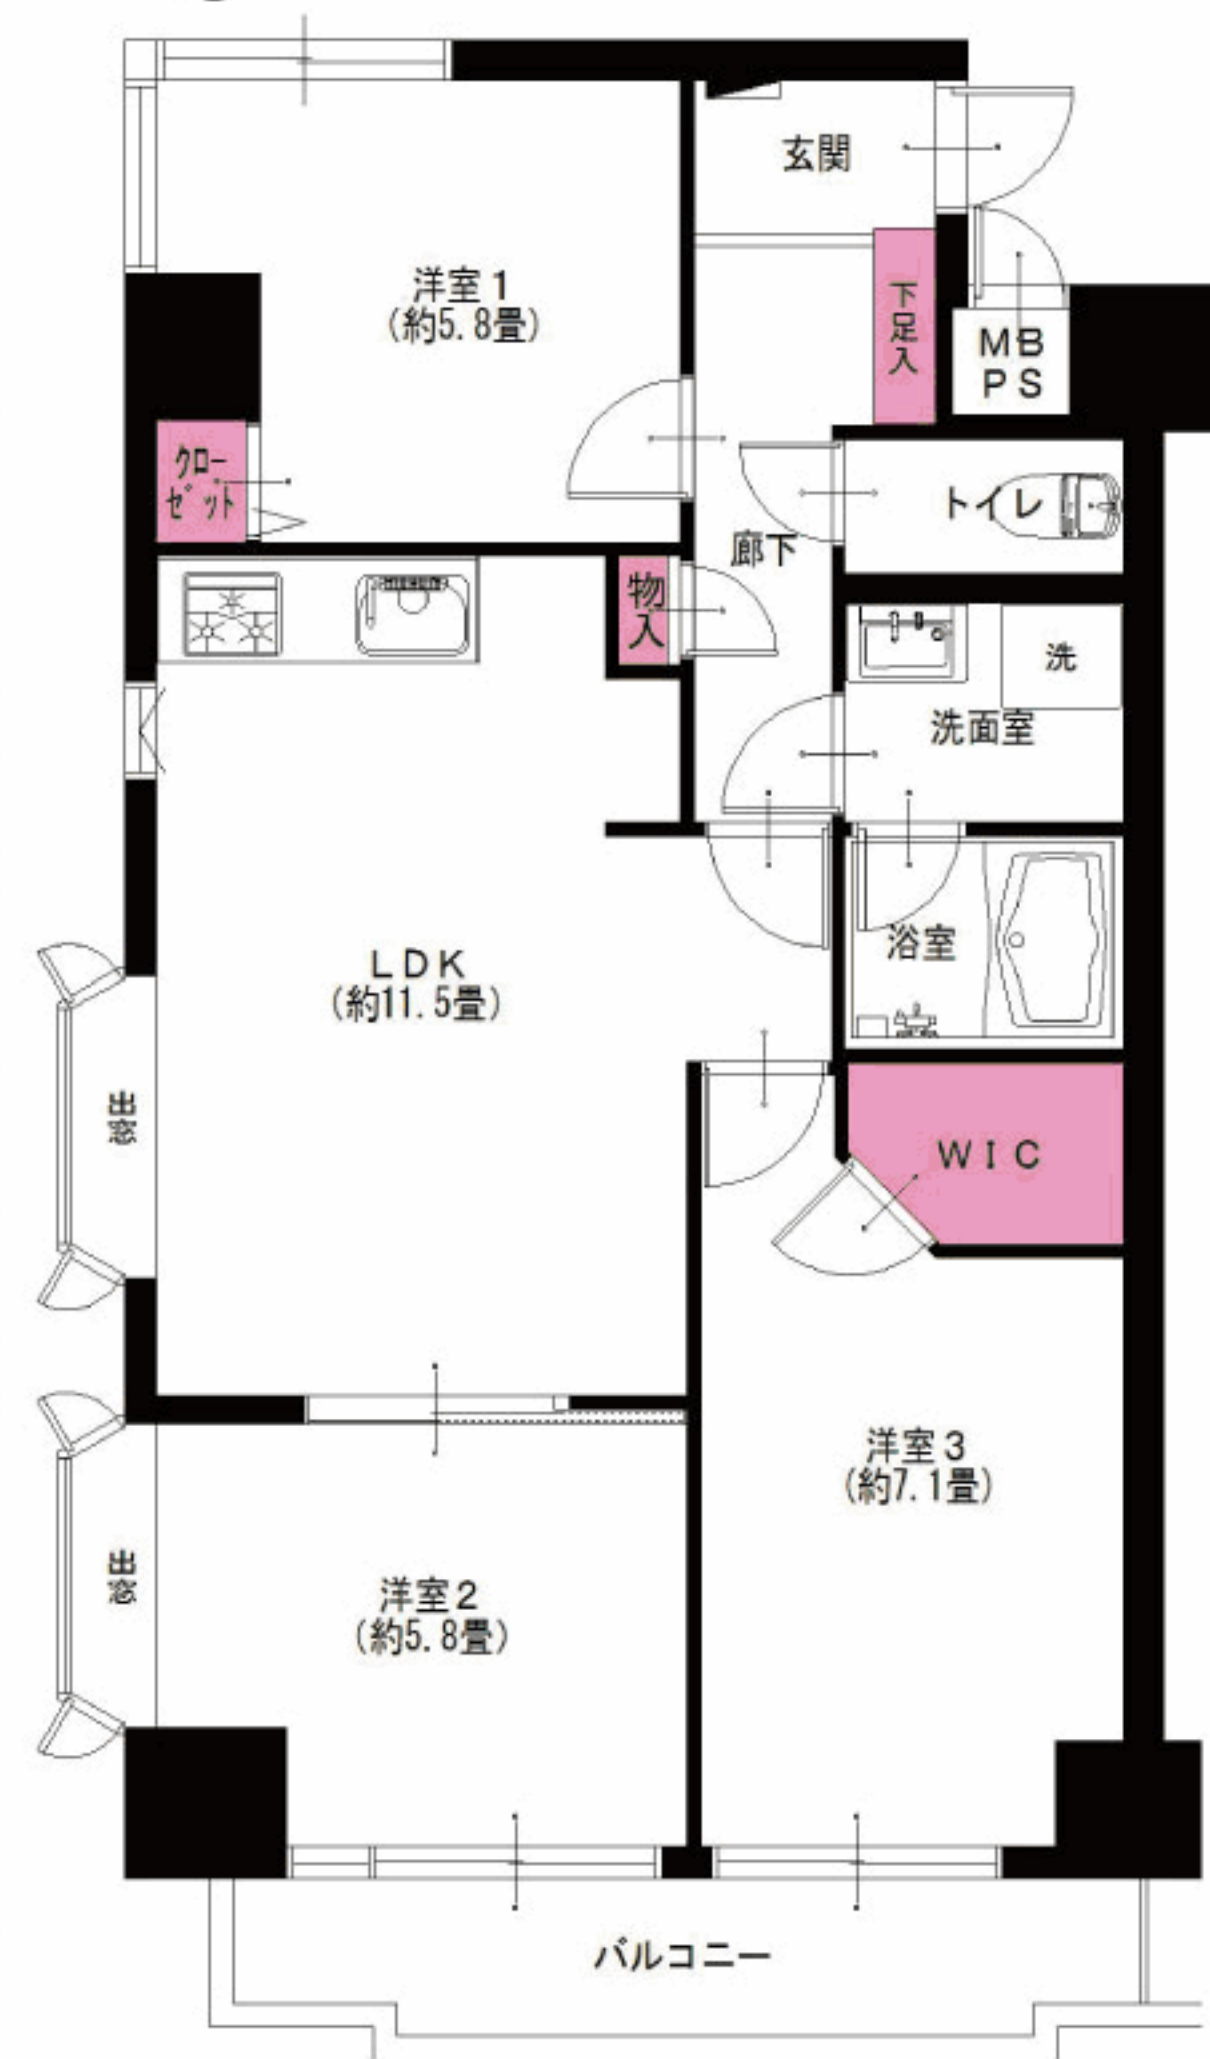 玄関
洋室1
(約5.8畳)
下足入
MB
PS
クロー
ゼット
トイレ
廊下
物入
洗
洗面室
LDK
(約11.5畳)
浴室
出窓
WIC
洋室3
(約7.1畳)
出窓
洋室2
(約5.8畳)
バルコニー